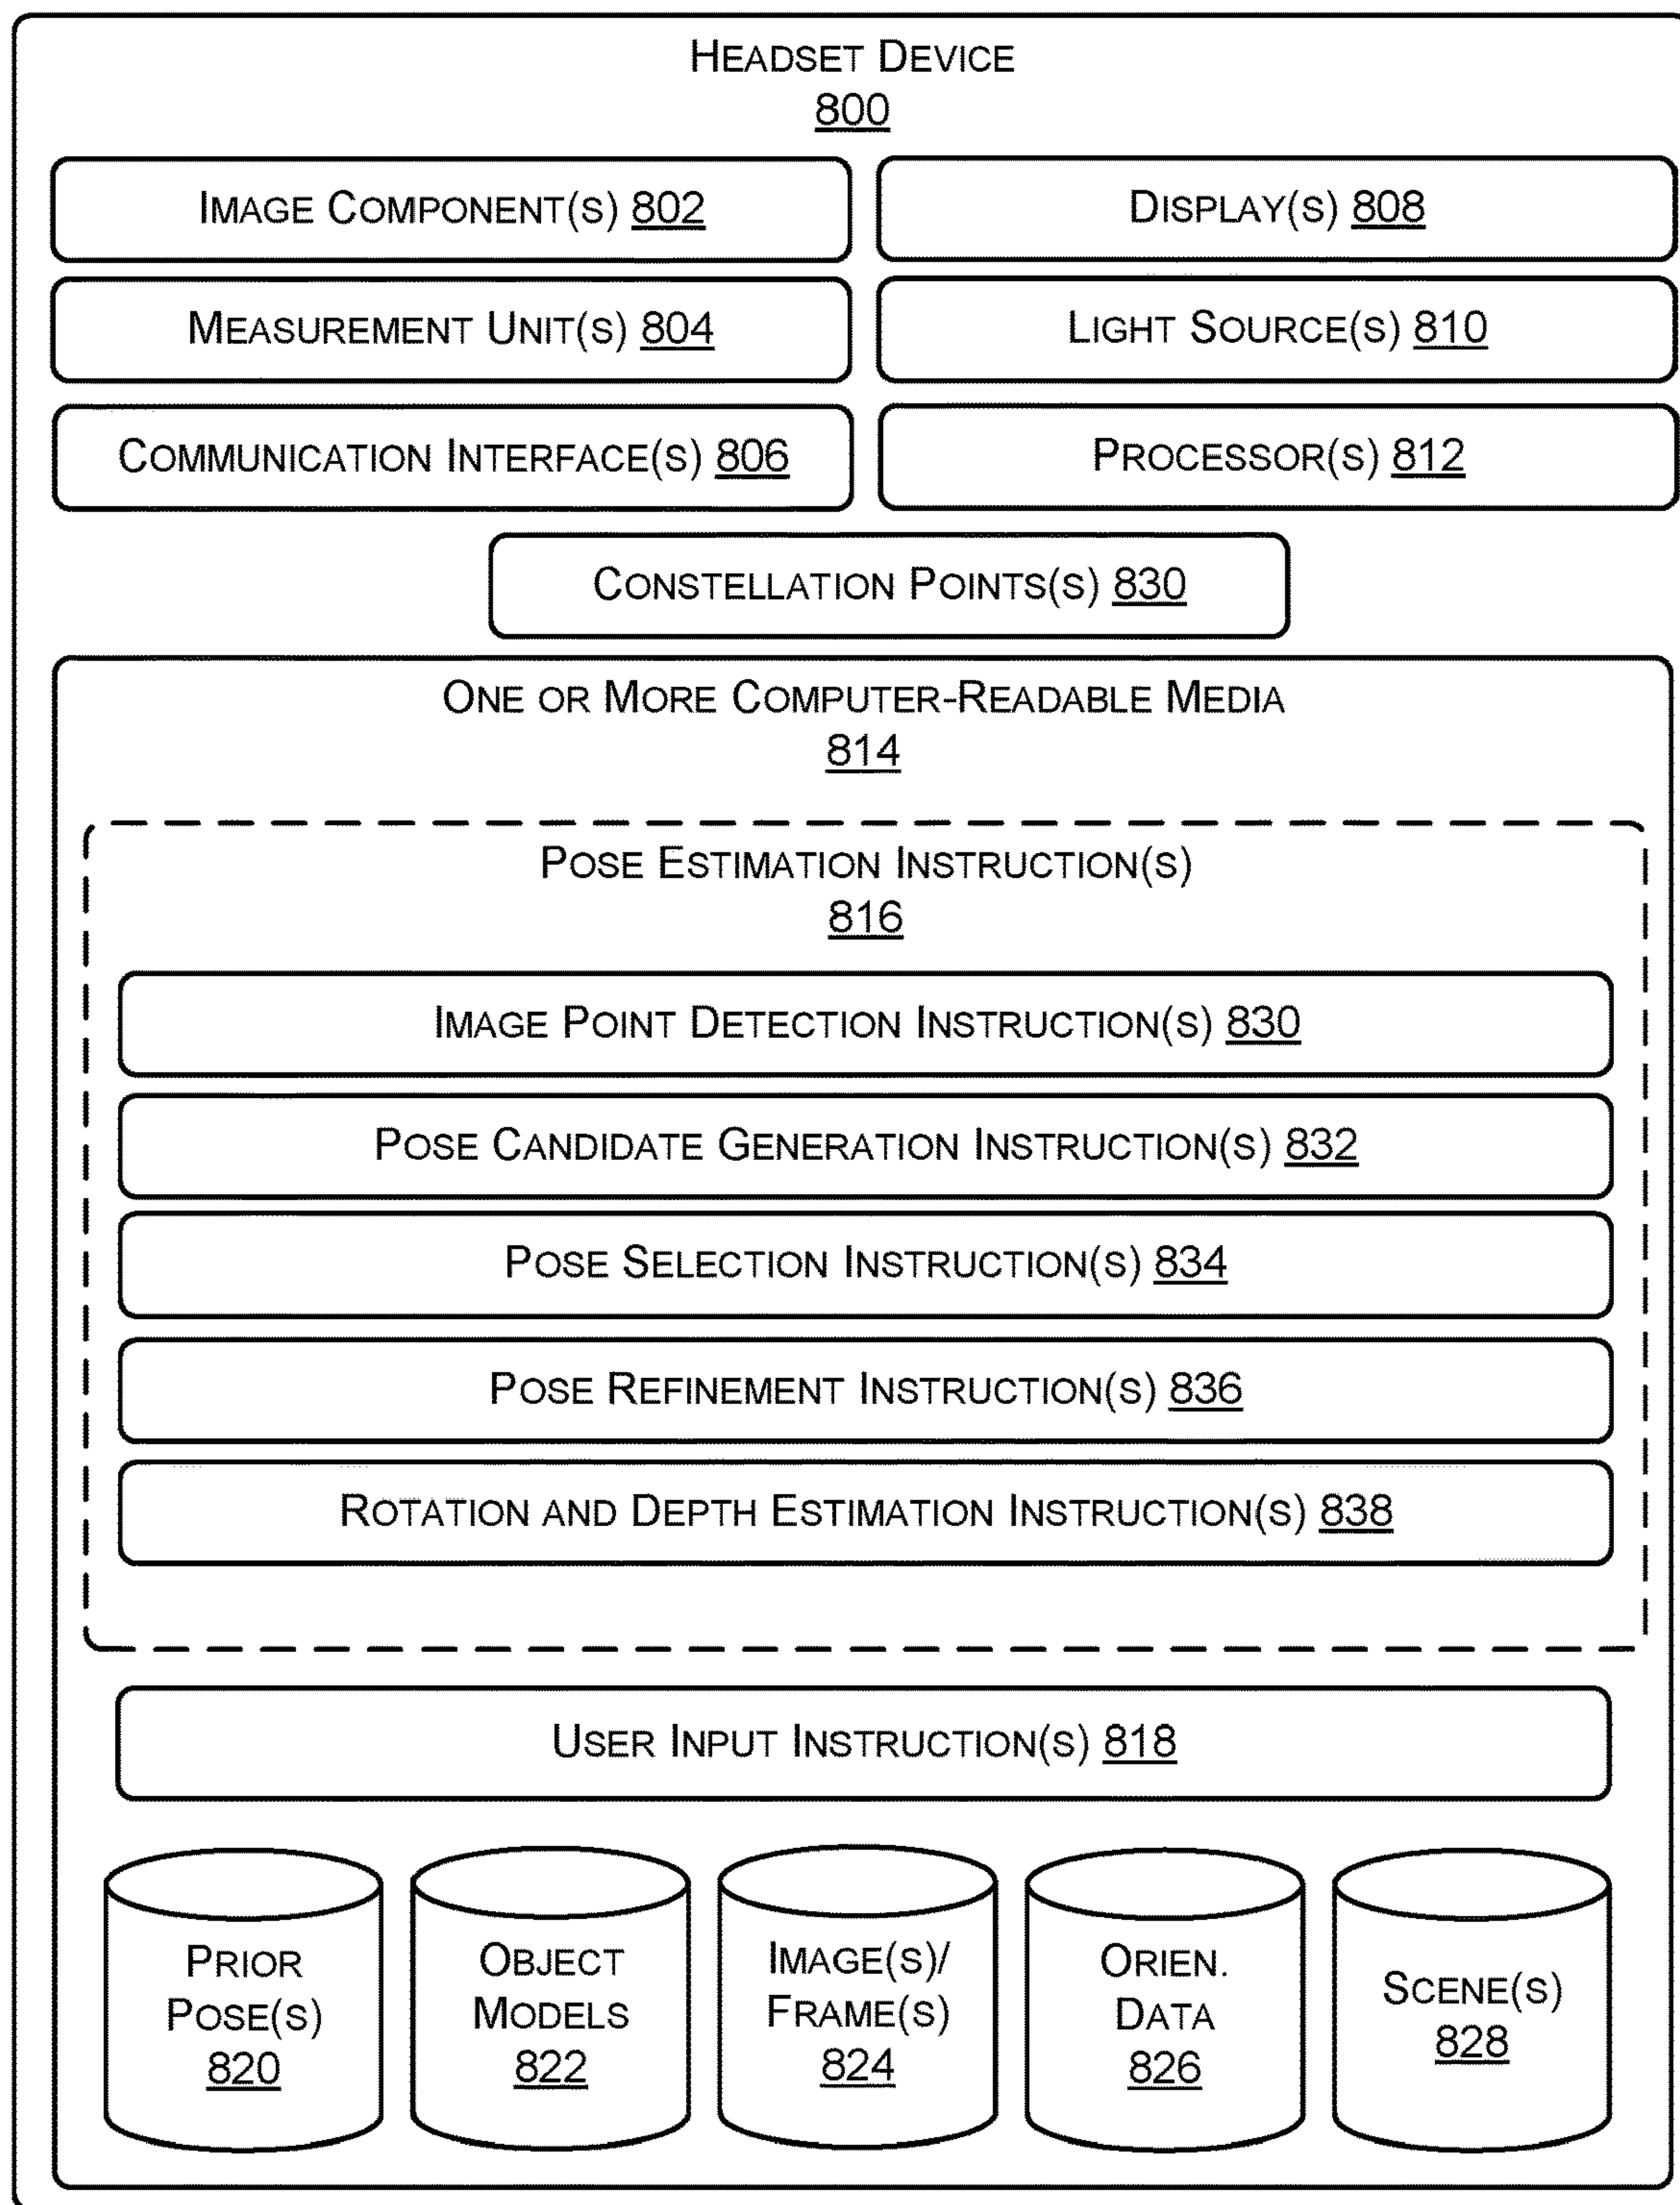 HEADSET DEVICE
800
IMAGE COMPONENT(S) 802
DISPLAY(S) 808
MEASUREMENT UNIT(S) 804
LIGHT SOURCE(S) 810
COMMUNICATION INTERFACE(S) 806
PROCESSOR(S) 812
CONSTELLATION POINTS(S) 830
ONE OR MORE COMPUTER-READABLE MEDIA
814
POSE ESTIMATION INSTRUCTION(S)
816
IMAGE POINT DETECTION INSTRUCTION(S) 830
POSE CANDIDATE GENERATION INSTRUCTION(S) 832
POSE SELECTION INSTRUCTION(S) 834
POSE REFINEMENT INSTRUCTION(S) 836
ROTATION AND DEPTH ESTIMATION INSTRUCTION(S) 838
USER INPUT INSTRUCTION(S) 818
PRIOR
POSE(S)
820
OBJECT
MODELS
822
IMAGE(S)/
FRAME(S)
824
ORIEN.
DATA
826
SCENE(S)
828